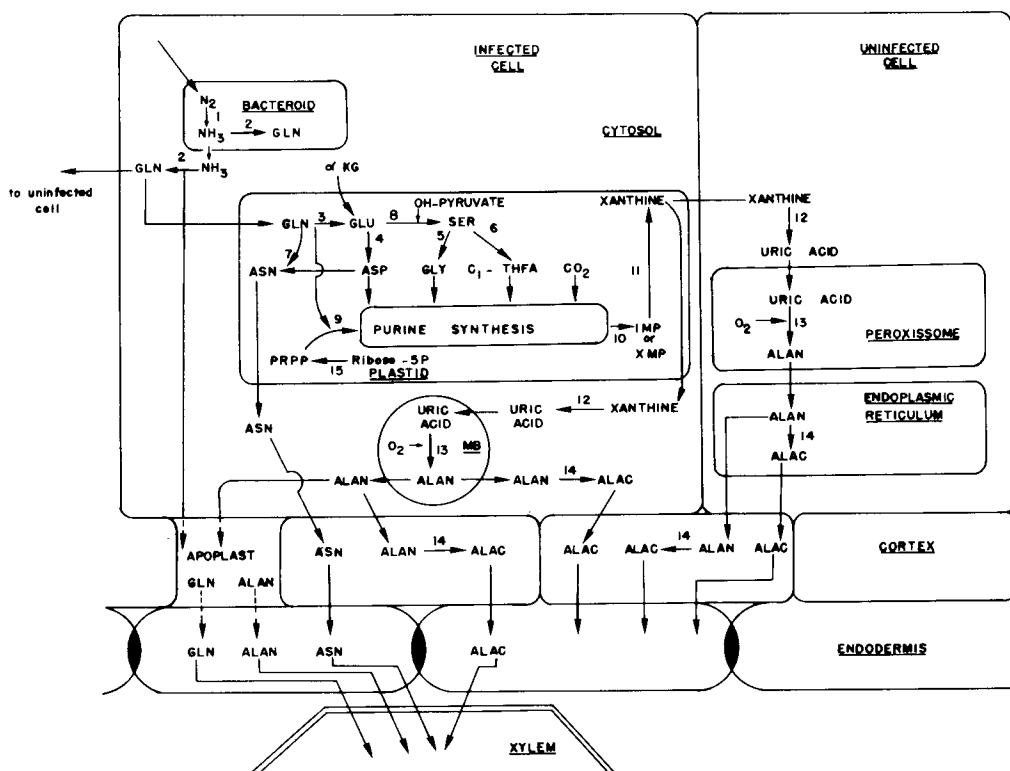 INFECTED CELL
UNINFECTED CELL
N2
1
BACTEROID
NH3 2 GLN
CYTOSOL
GLN 2 NH3
to uninfected cell
α KG
OH-PYRUVATE
XANTHINE
XANTHINE
12
GLN 3 GLU 8 SER
7
4
5
6
URIC ACID
ASN
ASP
GLY
C1 - THFA
CO2
11
URIC ACID
O2 13
PEROXISSOME
ALAN
9
PURINE SYNTHESIS
10
IMP or XMP
PRPP 15 Ribose -5P
PLASTID
ENDOPLASMIC RETICULUM
ALAN
14
ALAC
ASN
URIC ACID
URIC ACID
12
XANTHINE
O2 13
MB
ALAN
ALAN
ALAN
14
ALAC
APOPLAST
GLN
ALAN
ASN
ALAN 14 ALAC
ALAC
ALAC 14 ALAN
ALAC
CORTEX
GLN
ALAN
ASN
ALAC
ENDODERMIS
XYLEM